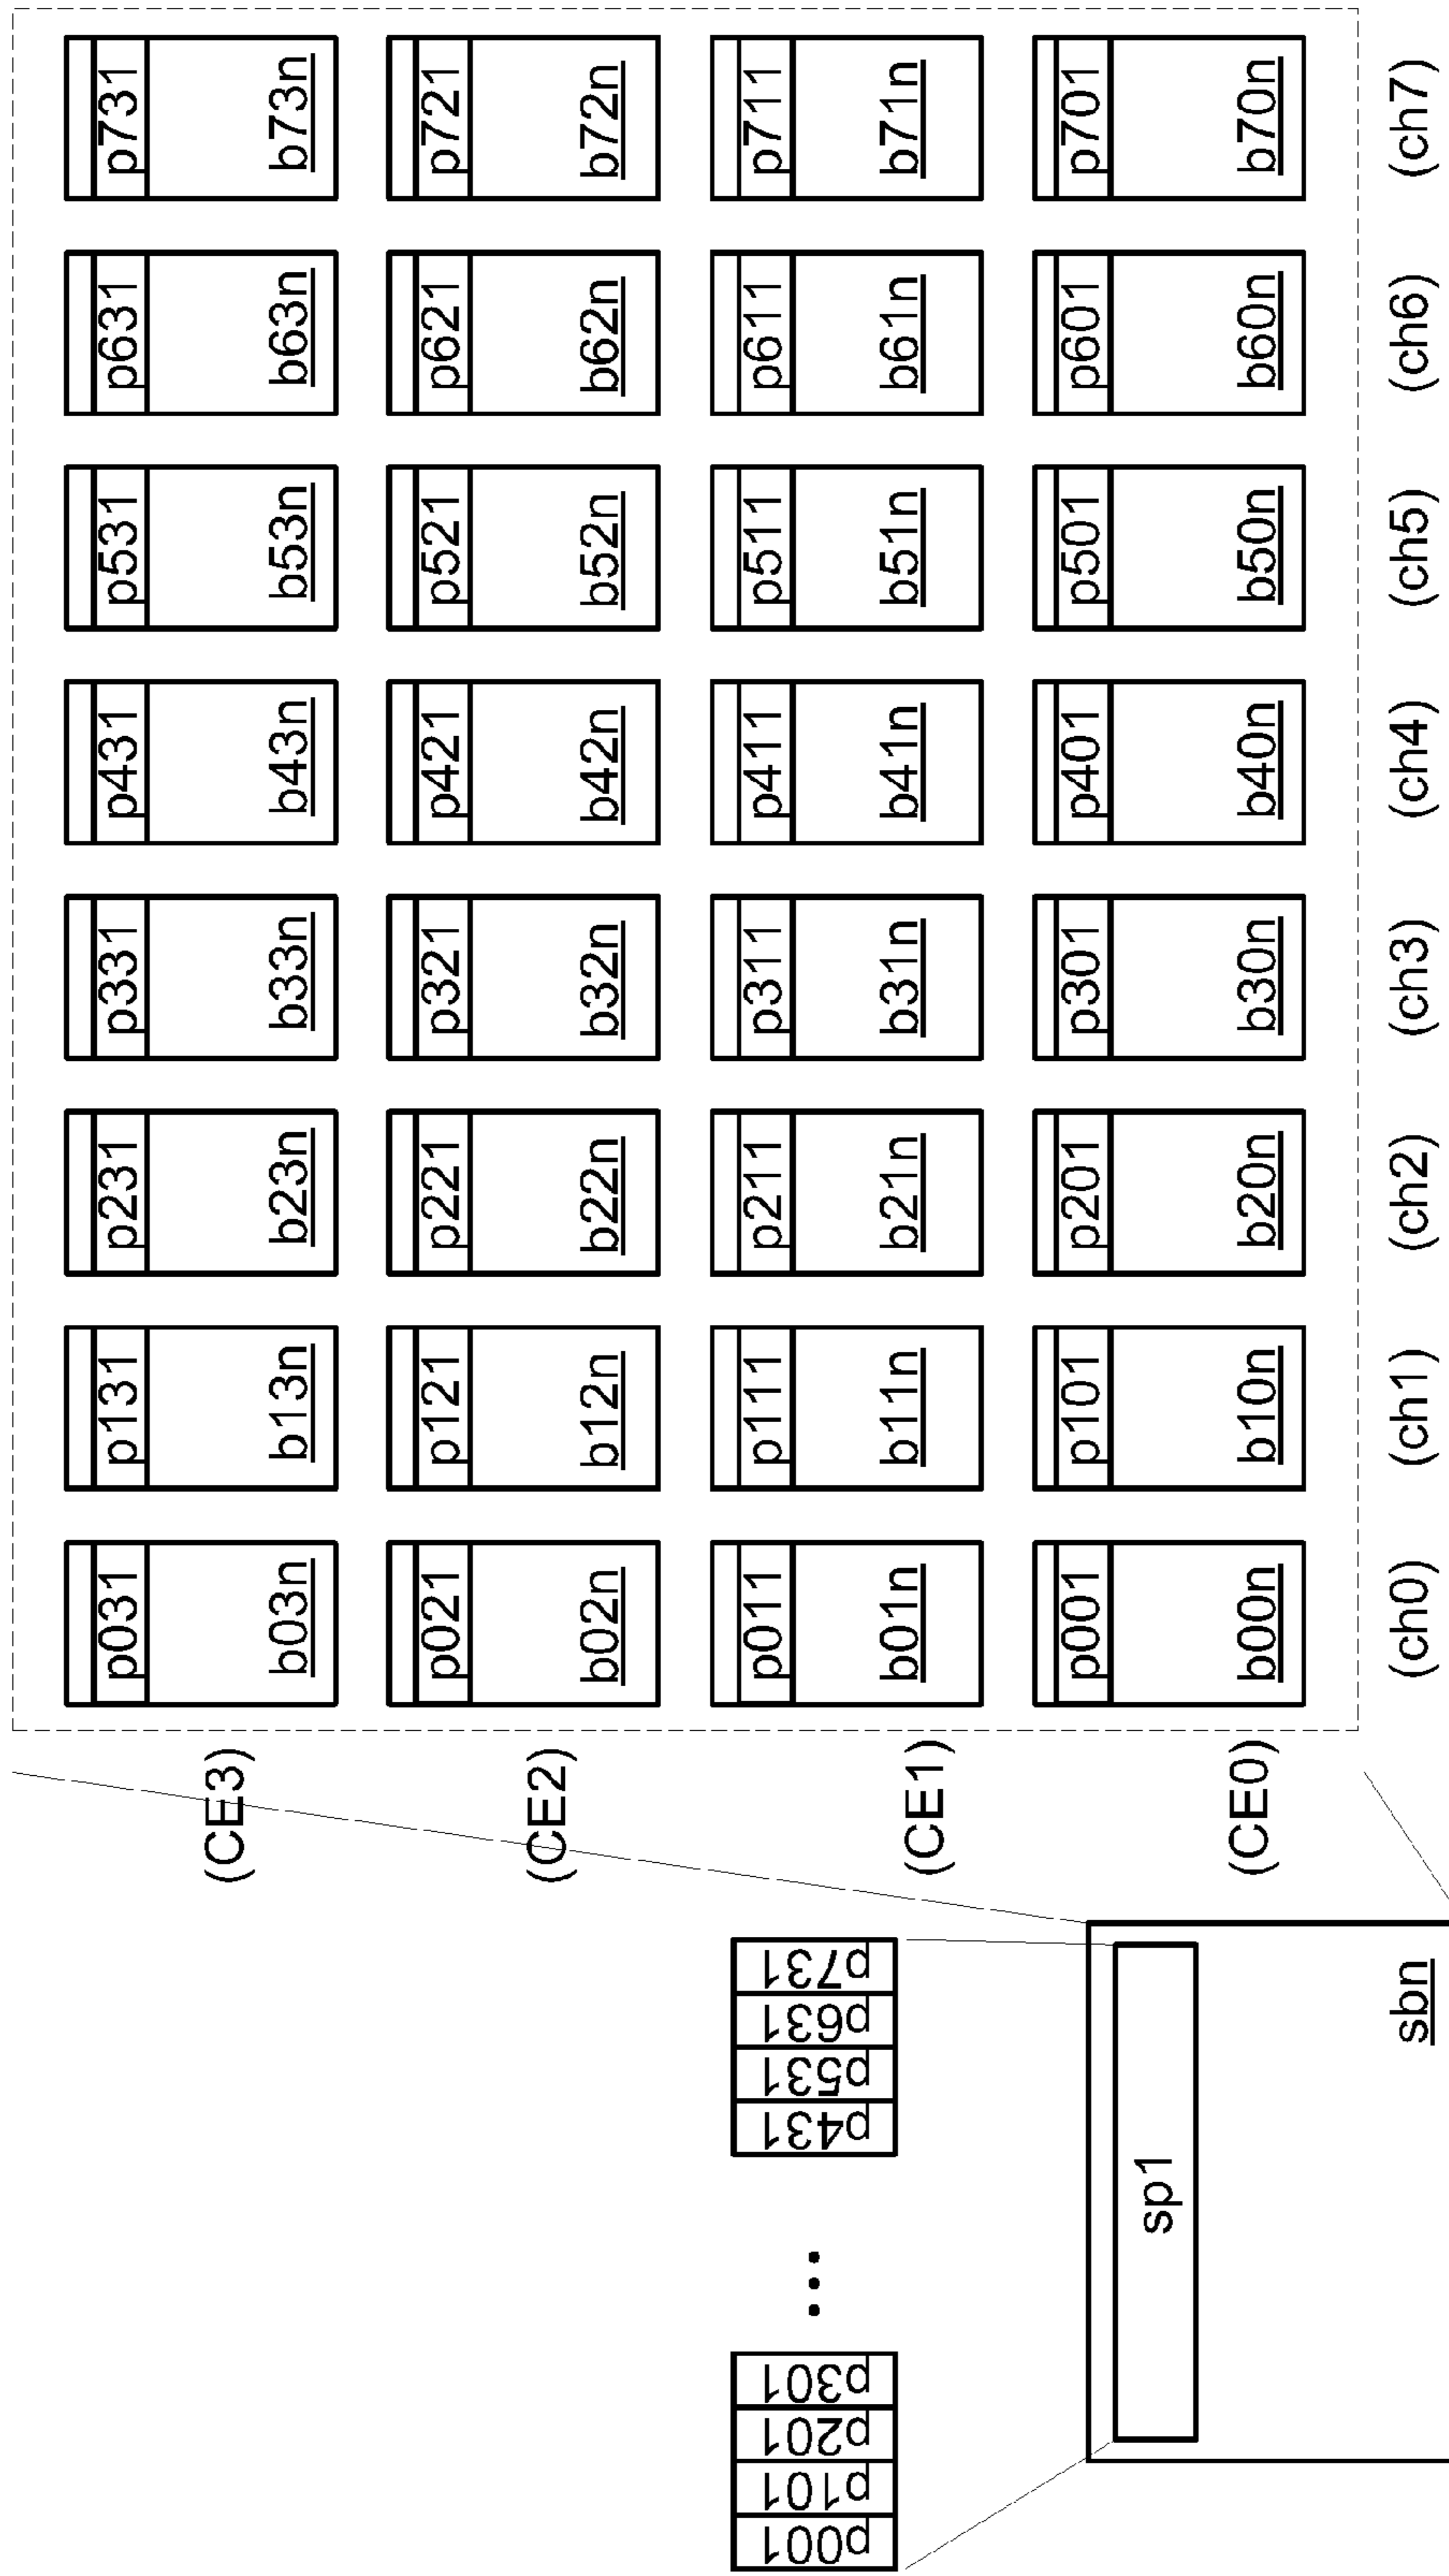 p031 p131 p231 p331 p431 p531 p631 p731
(CE3) b03n b13n b23n b33n b43n b53n b63n b73n
p021 p121 p221 p321 p421 p521 p621 p721
(CE2) b02n b12n b22n b32n b42n b52n b62n b72n
p011 p111 p211 p311 p411 p511 p611 p711
(CE1) b01n b11n b21n b31n b41n b51n b61n b71n
p001 p101 p201 p301 p401 p501 p601 p701
(CE0) b00n b10n b20n b30n b40n b50n b60n b70n
(ch0) (ch1) (ch2) (ch3) (ch4) (ch5) (ch6) (ch7)
p001 p101 p201 p301 ... p431 p531 p631 p731
sp1
sbn